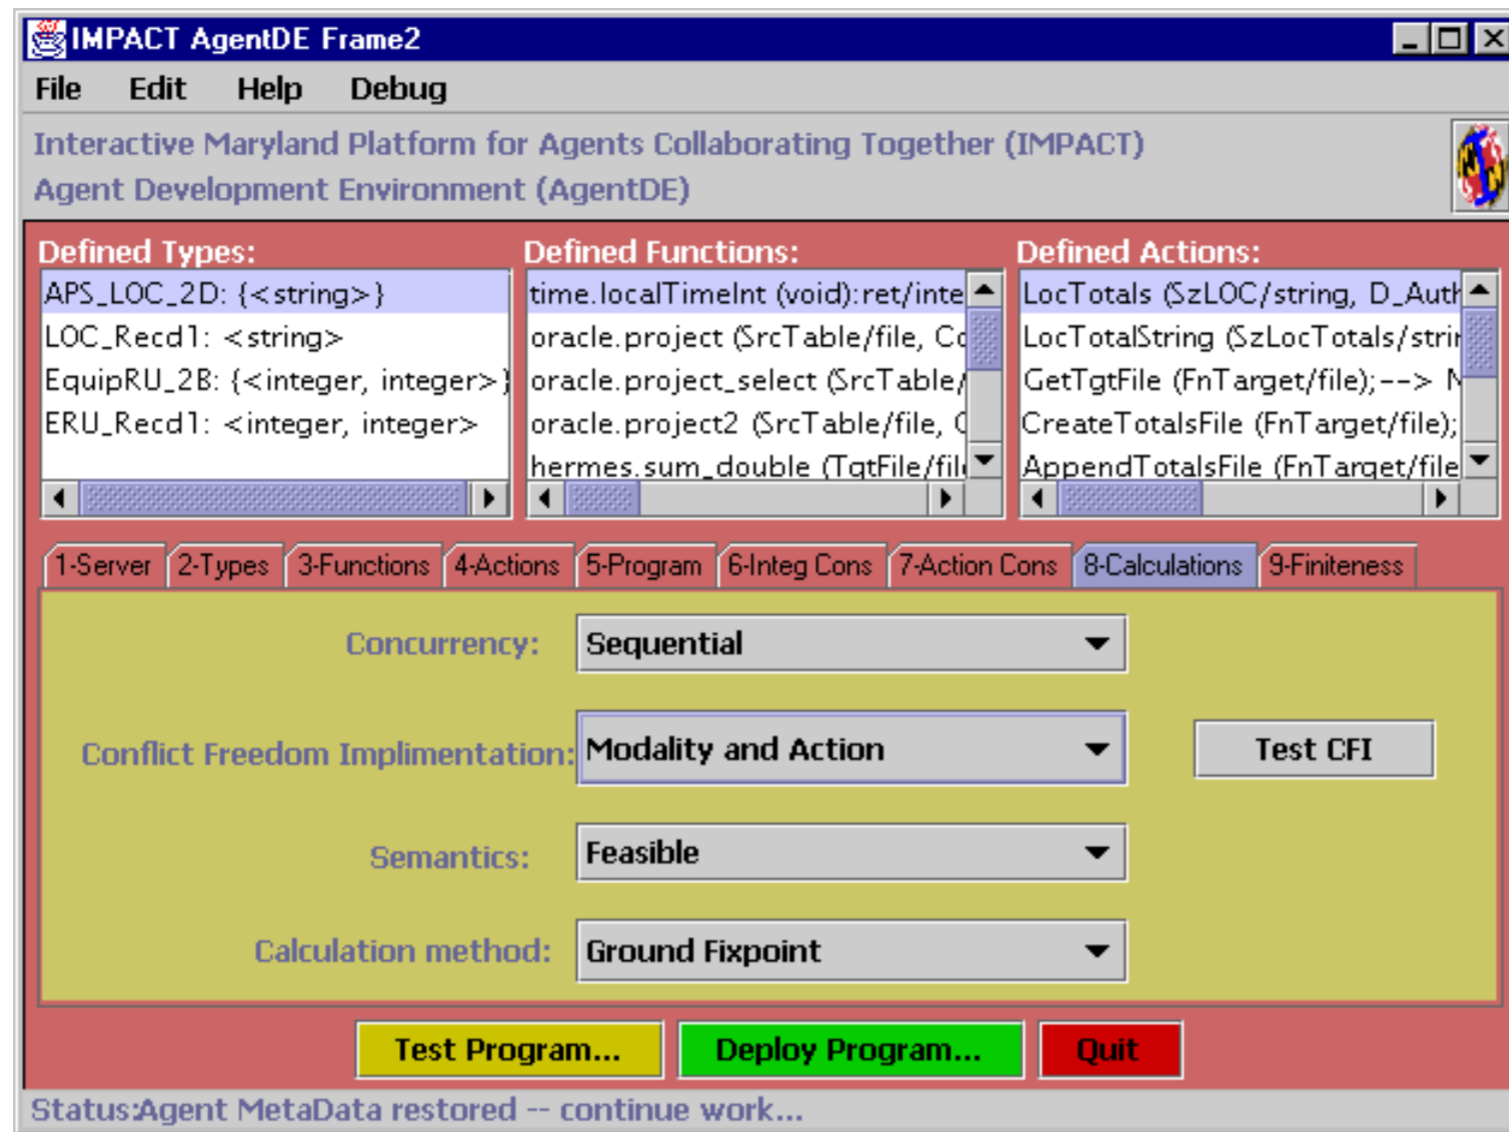 IMPACT AgentDE Frame2
File Edit Help Debug
Interactive Maryland Platform for Agents Collaborating Together (IMPACT)
Agent Development Environment (AgentDE)
Defined Types:
APS_LOC_2D: {<string>}
LOC_Recd1: <string>
EquipRU_2B: {<integer, integer>}
ERU_Recd1: <integer, integer>
Defined Functions:
time.localTimeInt (void):ret/inte
oracle.project (SrcTable/file, Co
oracle.project_select (SrcTable/
oracle.project2 (SrcTable/file, C
hermes.sum_double (TgtFile/file
Defined Actions:
LocTotals (SzLOC/string, D_Auth
LocTotalString (SzLocTotals/strin
GetTgtFile (FnTarget/file);--> N
CreateTotalsFile (FnTarget/file);
AppendTotalsFile (FnTarget/file
1-Server 2-Types 3-Functions 4-Actions 5-Program 6-Integ Cons 7-Action Cons 8-Calculations 9-Finiteness
Concurrency: Sequential
Conflict Freedom Implimentation: Modality and Action Test CFI
Semantics: Feasible
Calculation method: Ground Fixpoint
Test Program... Deploy Program... Quit
Status:Agent MetaData restored -- continue work...